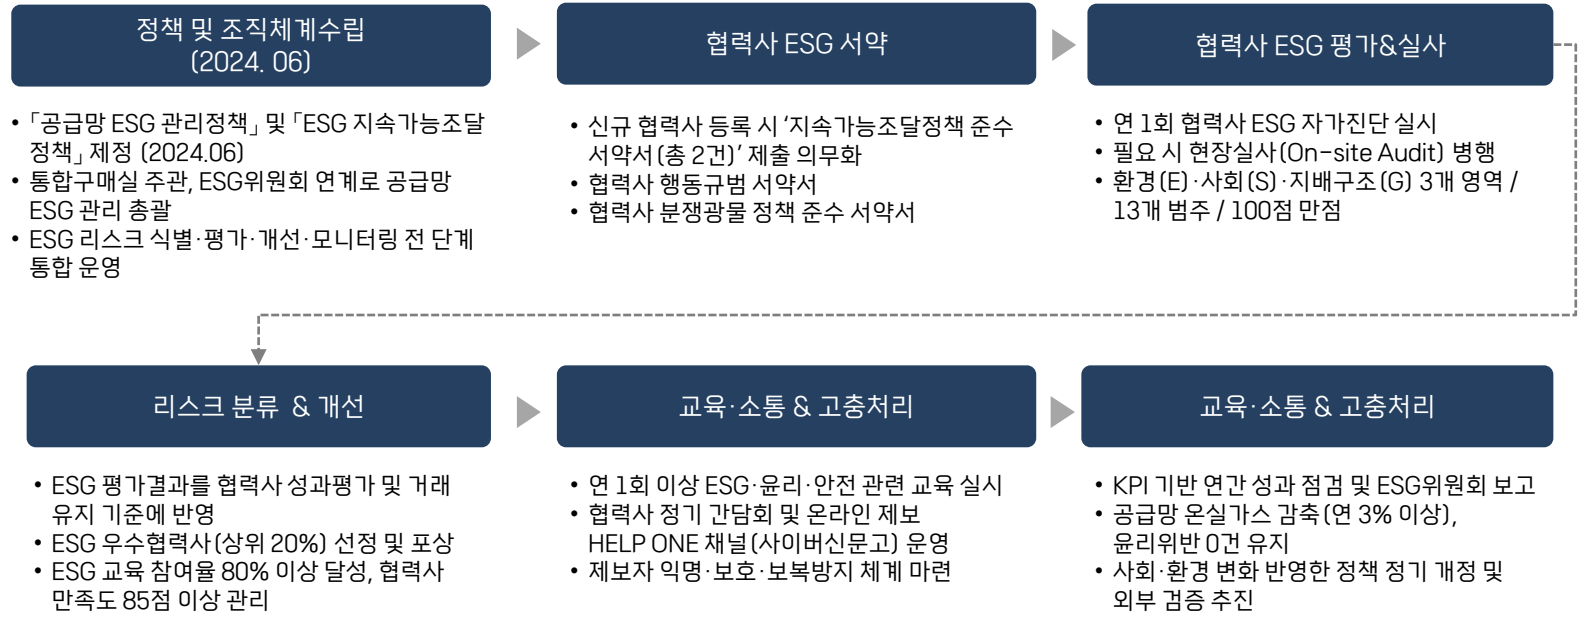 정책 및 조직체계수립
(2024. 06)
• 「공급망 ESG 관리정책」 및 「ESG 지속가능조달
정책」 제정 (2024.06)
• 통합구매실 주관, ESG위원회 연계로 공급망
ESG 관리 총괄
• ESG 리스크 식별·평가·개선·모니터링 전 단계
통합 운영
협력사 ESG 서약
• 신규 협력사 등록 시 ‘지속가능조달정책 준수
서약서(총 2건)’ 제출 의무화
• 협력사 행동규범 서약서
• 협력사 분쟁광물 정책 준수 서약서
협력사 ESG 평가&실사
• 연 1회 협력사 ESG 자가진단 실시
• 필요 시 현장실사(On-site Audit) 병행
• 환경(E)·사회(S)·지배구조(G) 3개 영역 /
13개 범주 / 100점 만점
리스크 분류 & 개선
• ESG 평가결과를 협력사 성과평가 및 거래
유지 기준에 반영
• ESG 우수협력사(상위 20%) 선정 및 포상
• ESG 교육 참여율 80% 이상 달성, 협력사
만족도 85점 이상 관리
교육·소통 & 고충처리
• 연 1회 이상 ESG·윤리·안전 관련 교육 실시
• 협력사 정기 간담회 및 온라인 제보
HELP ONE 채널(사이버신문고) 운영
• 제보자 익명·보호·보복방지 체계 마련
교육·소통 & 고충처리
• KPI 기반 연간 성과 점검 및 ESG위원회 보고
• 공급망 온실가스 감축(연 3% 이상),
윤리위반 0건 유지
• 사회·환경 변화 반영한 정책 정기 개정 및
외부 검증 추진